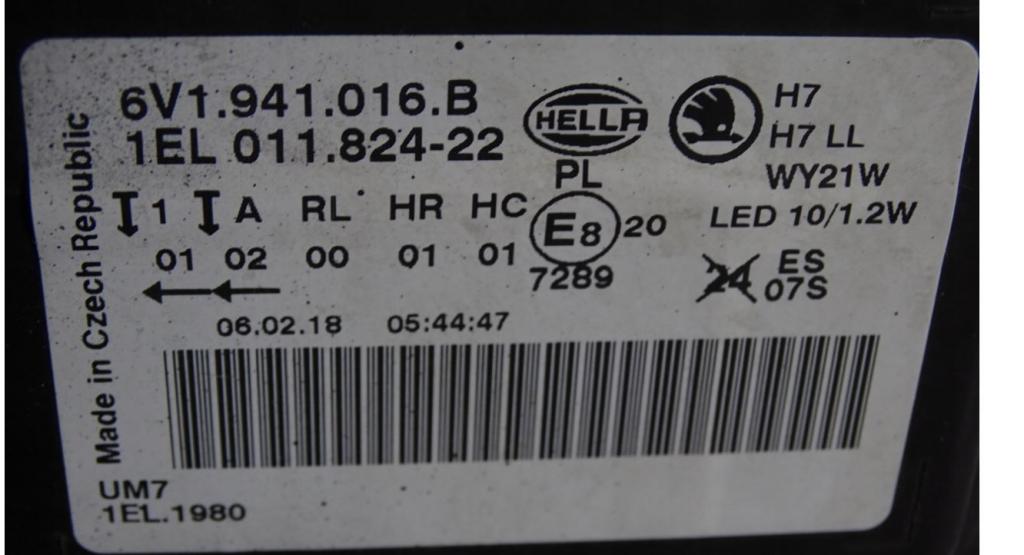 6V1.941.016.B
1EL 011.824-22
HELLA
H7
H7 LL
WY21W
LED 10/1.2W
PL
1 A RL HR HC
E8 20
01 02 00 01 01
7289
24 ES
07S
06.02.18 05:44:47
Made in Czech Republic
UM7
1EL.1980